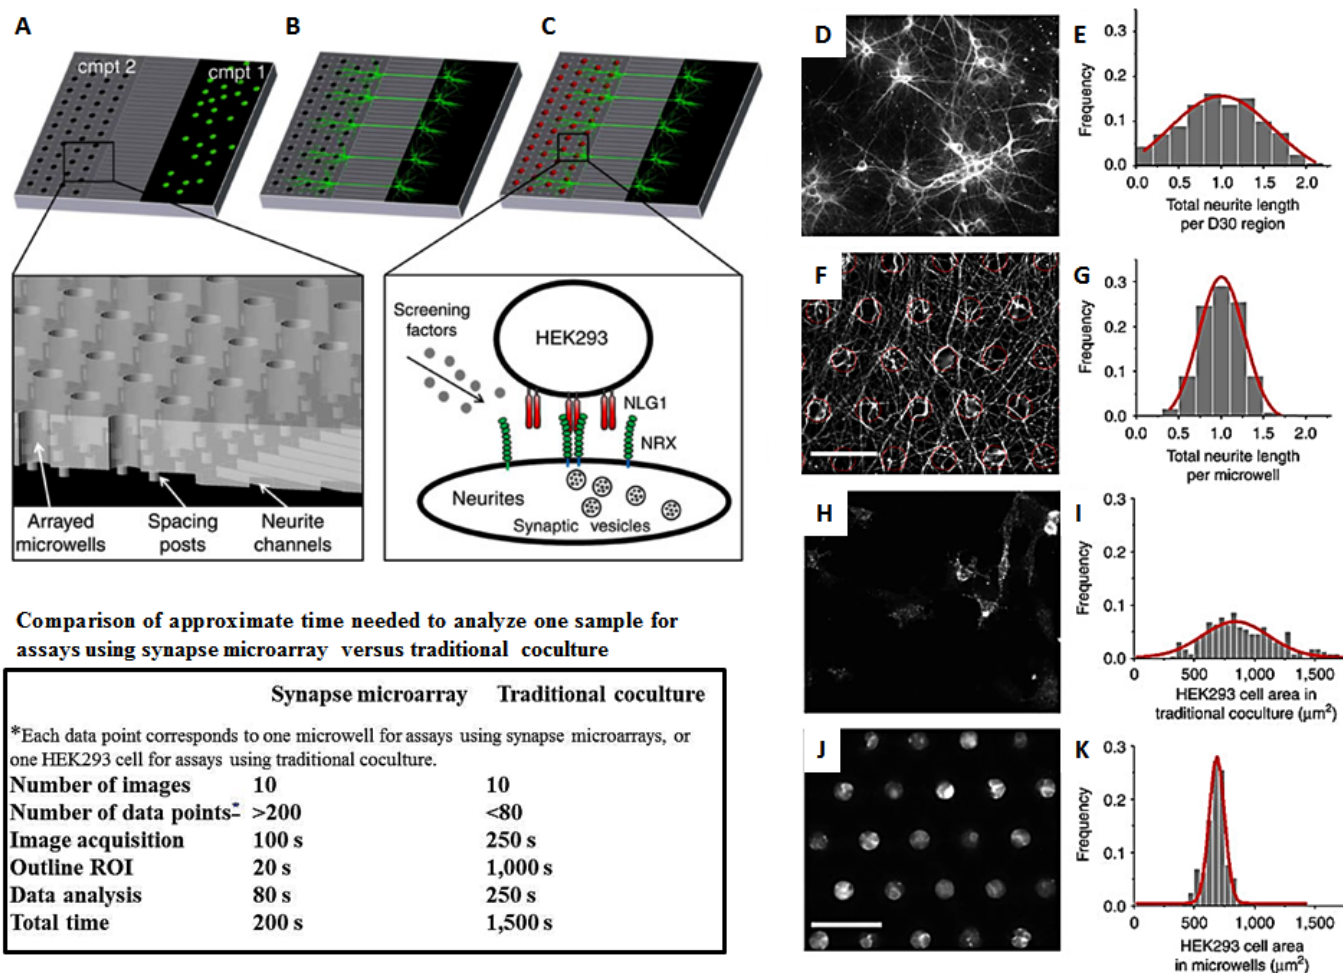 A
B
C
cmpt 2
cmpt 1
Arrayed
microwells
Spacing
posts
Neurite
channels
Screening
factors
HEK293
NLG1
NRX
Neurites
Synaptic vesicles
Comparison of approximate time needed to analyze one sample for
assays using synapse microarray versus traditional coculture
Synapse microarray Traditional coculture
*Each data point corresponds to one microwell for assays using synapse microarrays, or
one HEK293 cell for assays using traditional coculture.
Number of images 10 10
Number of data points* >200 <80
Image acquisition 100 s 250 s
Outline ROI 20 s 1,000 s
Data analysis 80 s 250 s
Total time 200 s 1,500 s
D
E
Frequency
0.3
0.2
0.1
0.0
0.0 0.5 1.0 1.5 2.0
Total neurite length
per D30 region
F
G
Frequency
0.3
0.2
0.1
0
0.0 0.5 1.0 1.5 2.0
Total neurite length
per microwell
H
I
Frequency
0.3
0.2
0.1
0.0
0 500 1,000 1,500
HEK293 cell area in
traditional coculture (μm²)
J
K
Frequency
0.3
0.2
0.1
0.0
0 500 1,000 1,500
HEK293 cell area
in microwells (μm²)